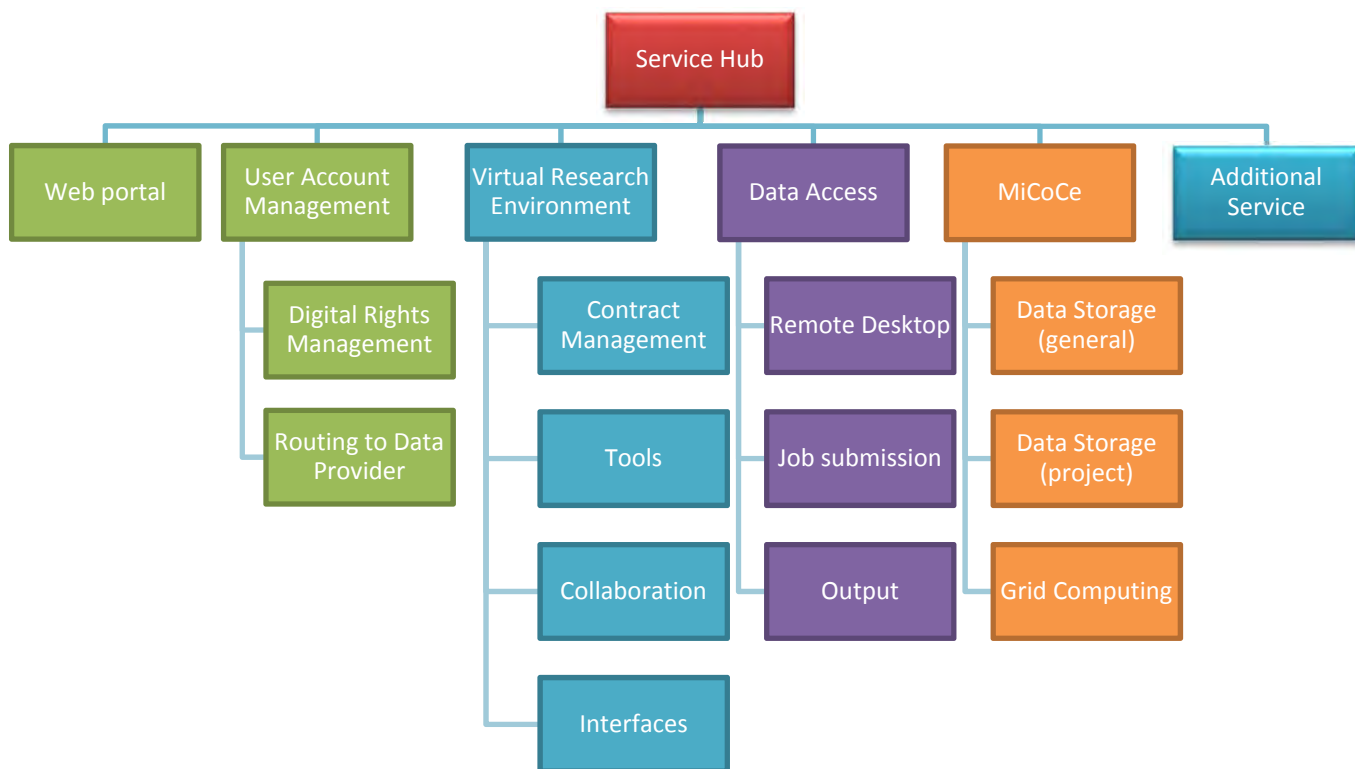 Service Hub
Web portal
User Account
Management
Virtual Research
Environment
Data Access
MiCoCe
Additional
Service
Digital Rights
Management
Routing to Data
Provider
Contract
Management
Tools
Collaboration
Interfaces
Remote Desktop
Job submission
Output
Data Storage
(general)
Data Storage
(project)
Grid Computing